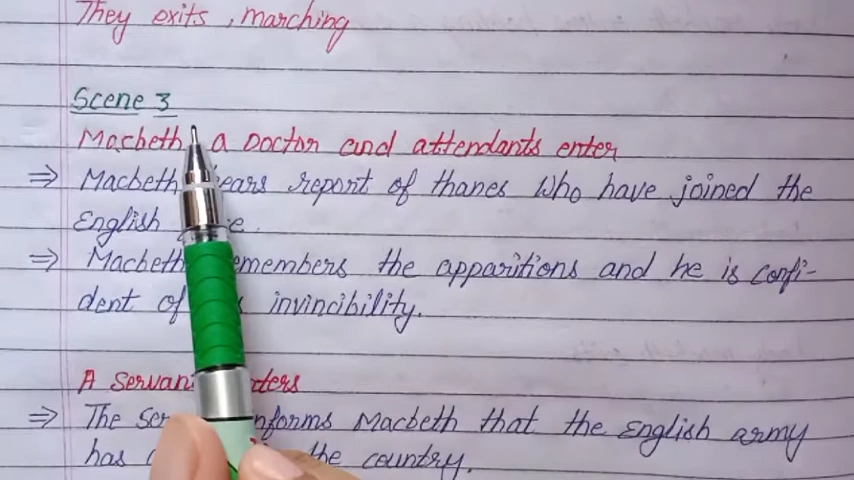 They exits, marching
Scene 3
Macbeth, a Doctor and attendants enter
⇒ Macbeth hears report of thanes who have joined the
English
⇒ Macbeth remembers the apparitions and he is confi-
dent of his invincibility.
A Servant enters
⇒ The Servant informs Macbeth that the English army
has the country.